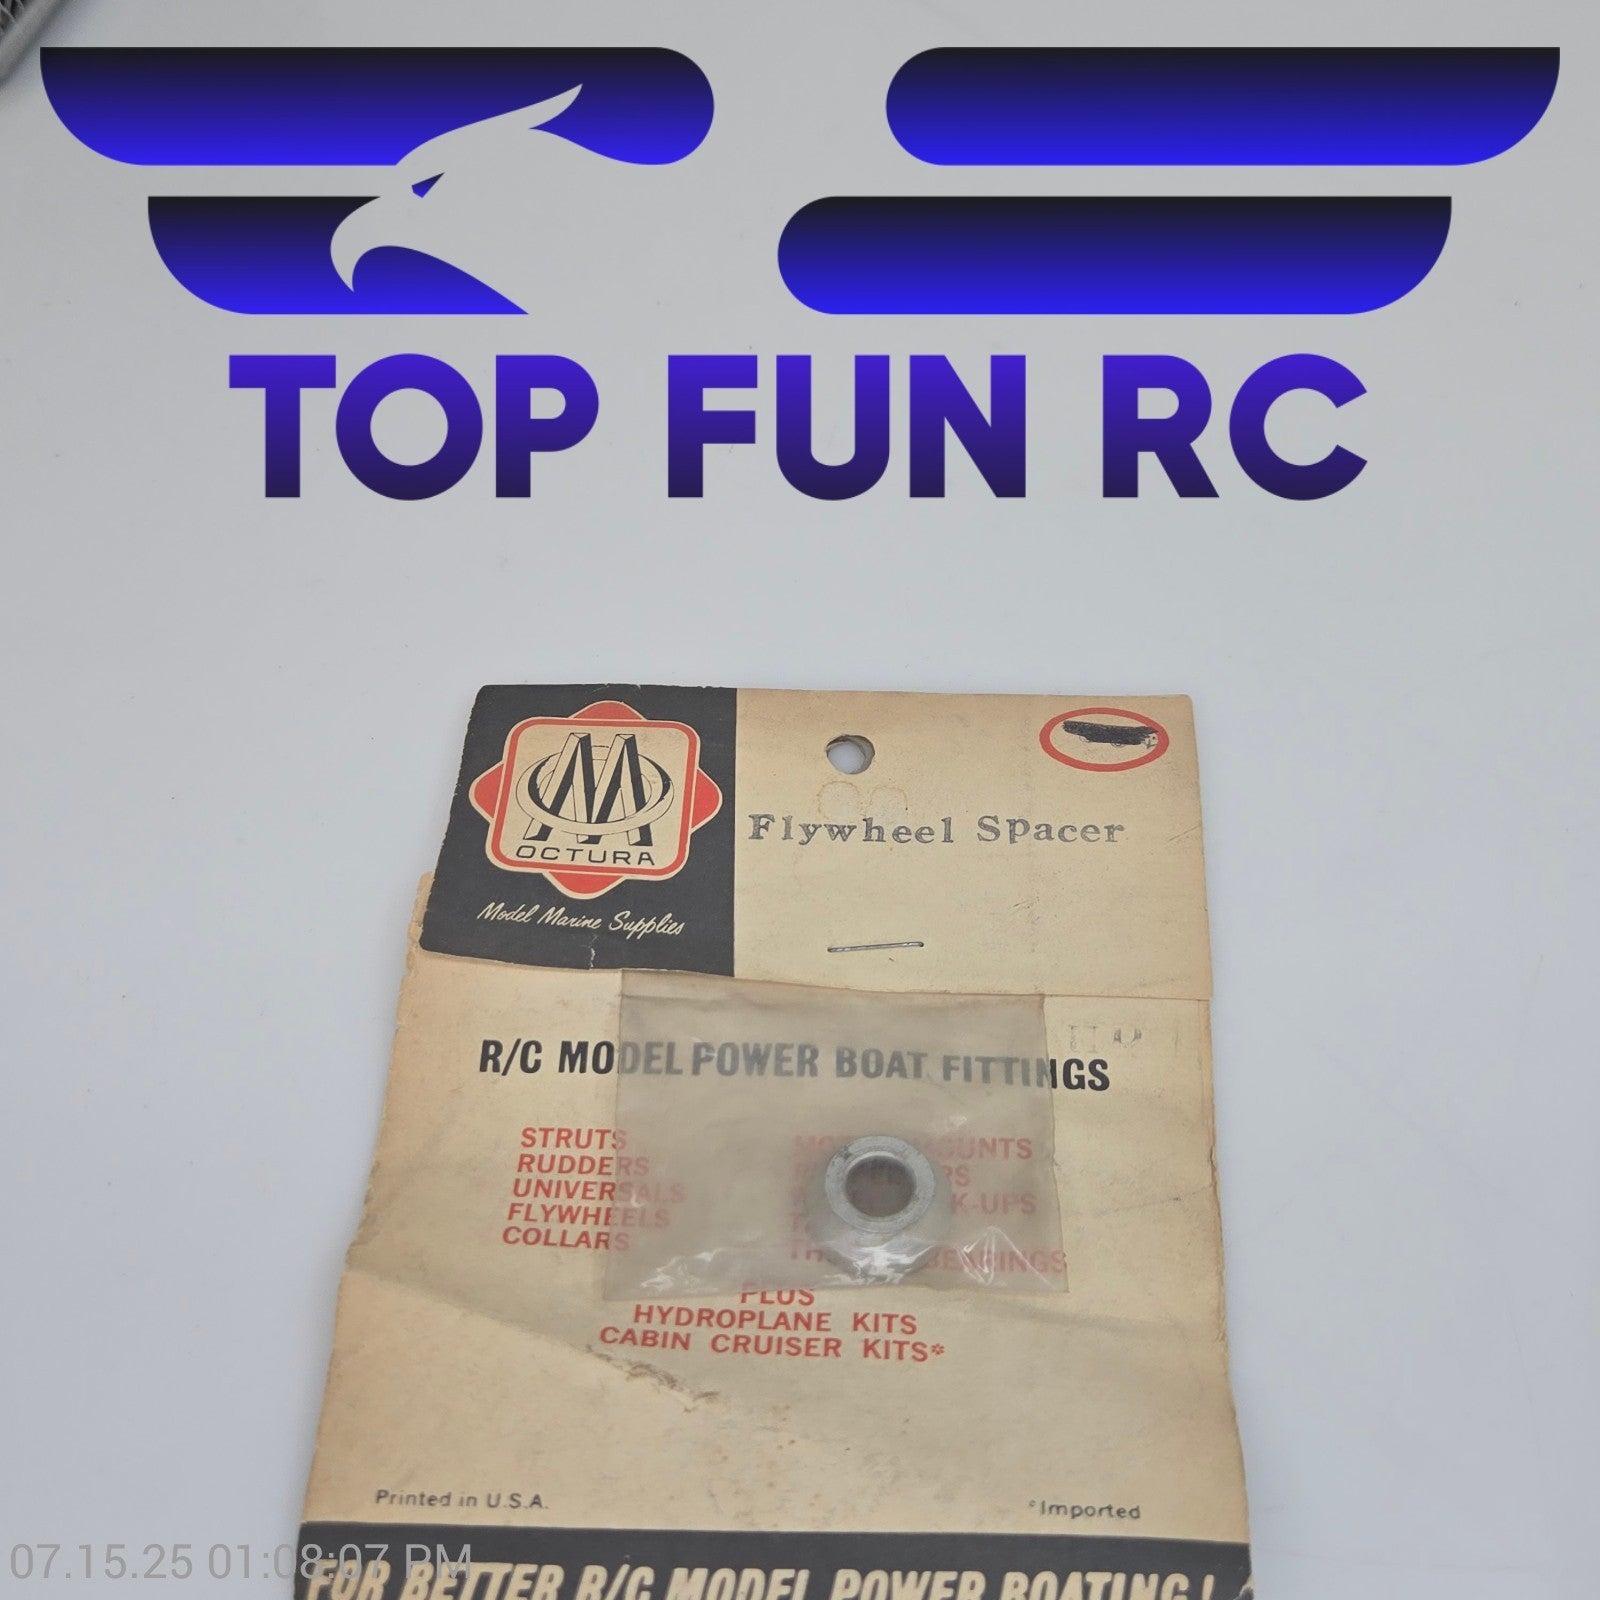 TOP FUN RC
OCTURA
Model Marine Supplies
Flywheel Spacer
R/C MODEL POWER BOAT FITTINGS
STRUTS
RUDDERS
UNIVERSALS
FLYWHEELS
COLLARS
MOUNTS
BEARINGS
PLUS
HYDROPLANE KITS
CABIN CRUISER KITS*
Printed in U.S.A.
*Imported
FOR BETTER R/C MODEL POWER BOATING!
07.15.25 01:08:07 PM